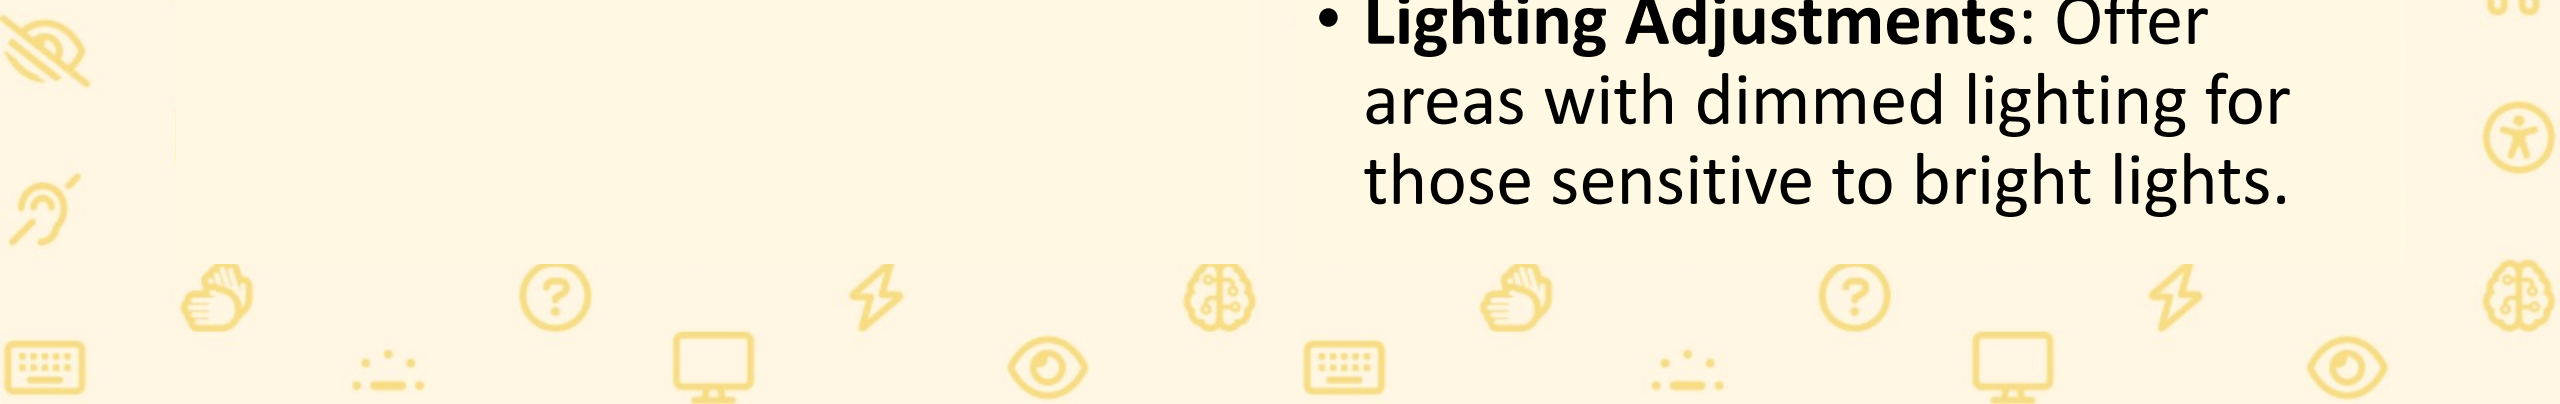 • Lighting Adjustments: Offer
areas with dimmed lighting for
those sensitive to bright lights.